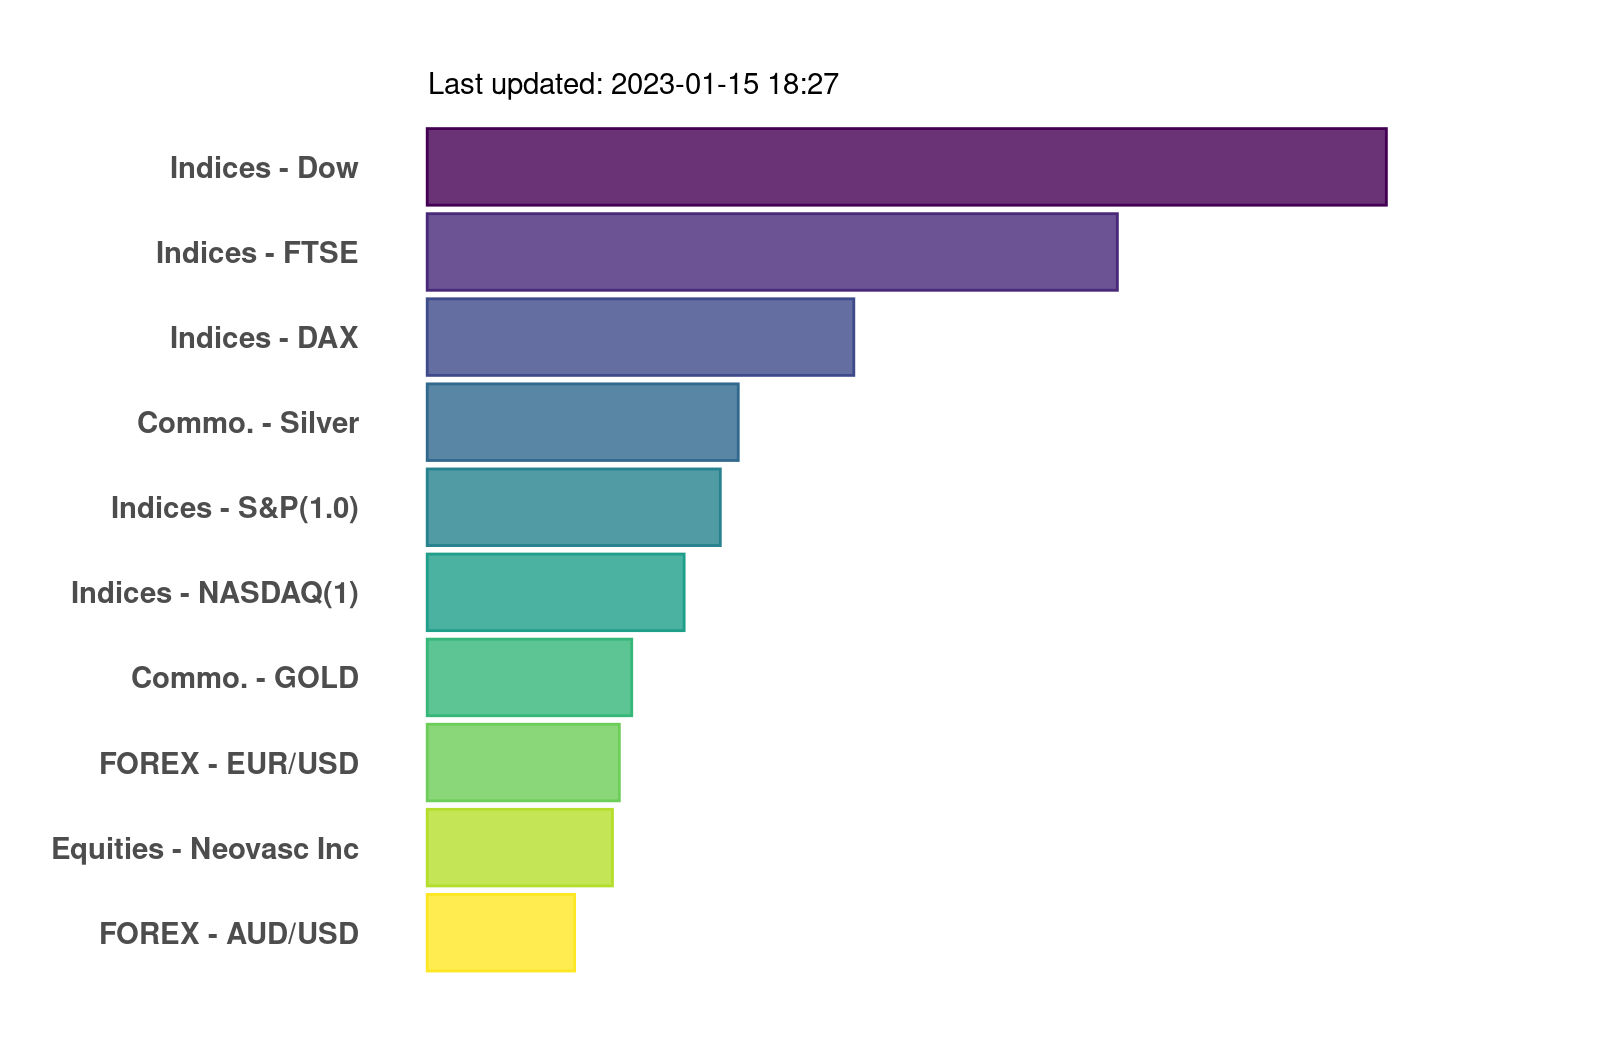 Last updated: 2023-01-15 18:27
Indices - Dow
Indices - FTSE
Indices - DAX
Commo. - Silver
Indices - S&P(1.0)
Indices - NASDAQ(1)
Commo. - GOLD
FOREX - EUR/USD
Equities - Neovasc Inc
FOREX - AUD/USD